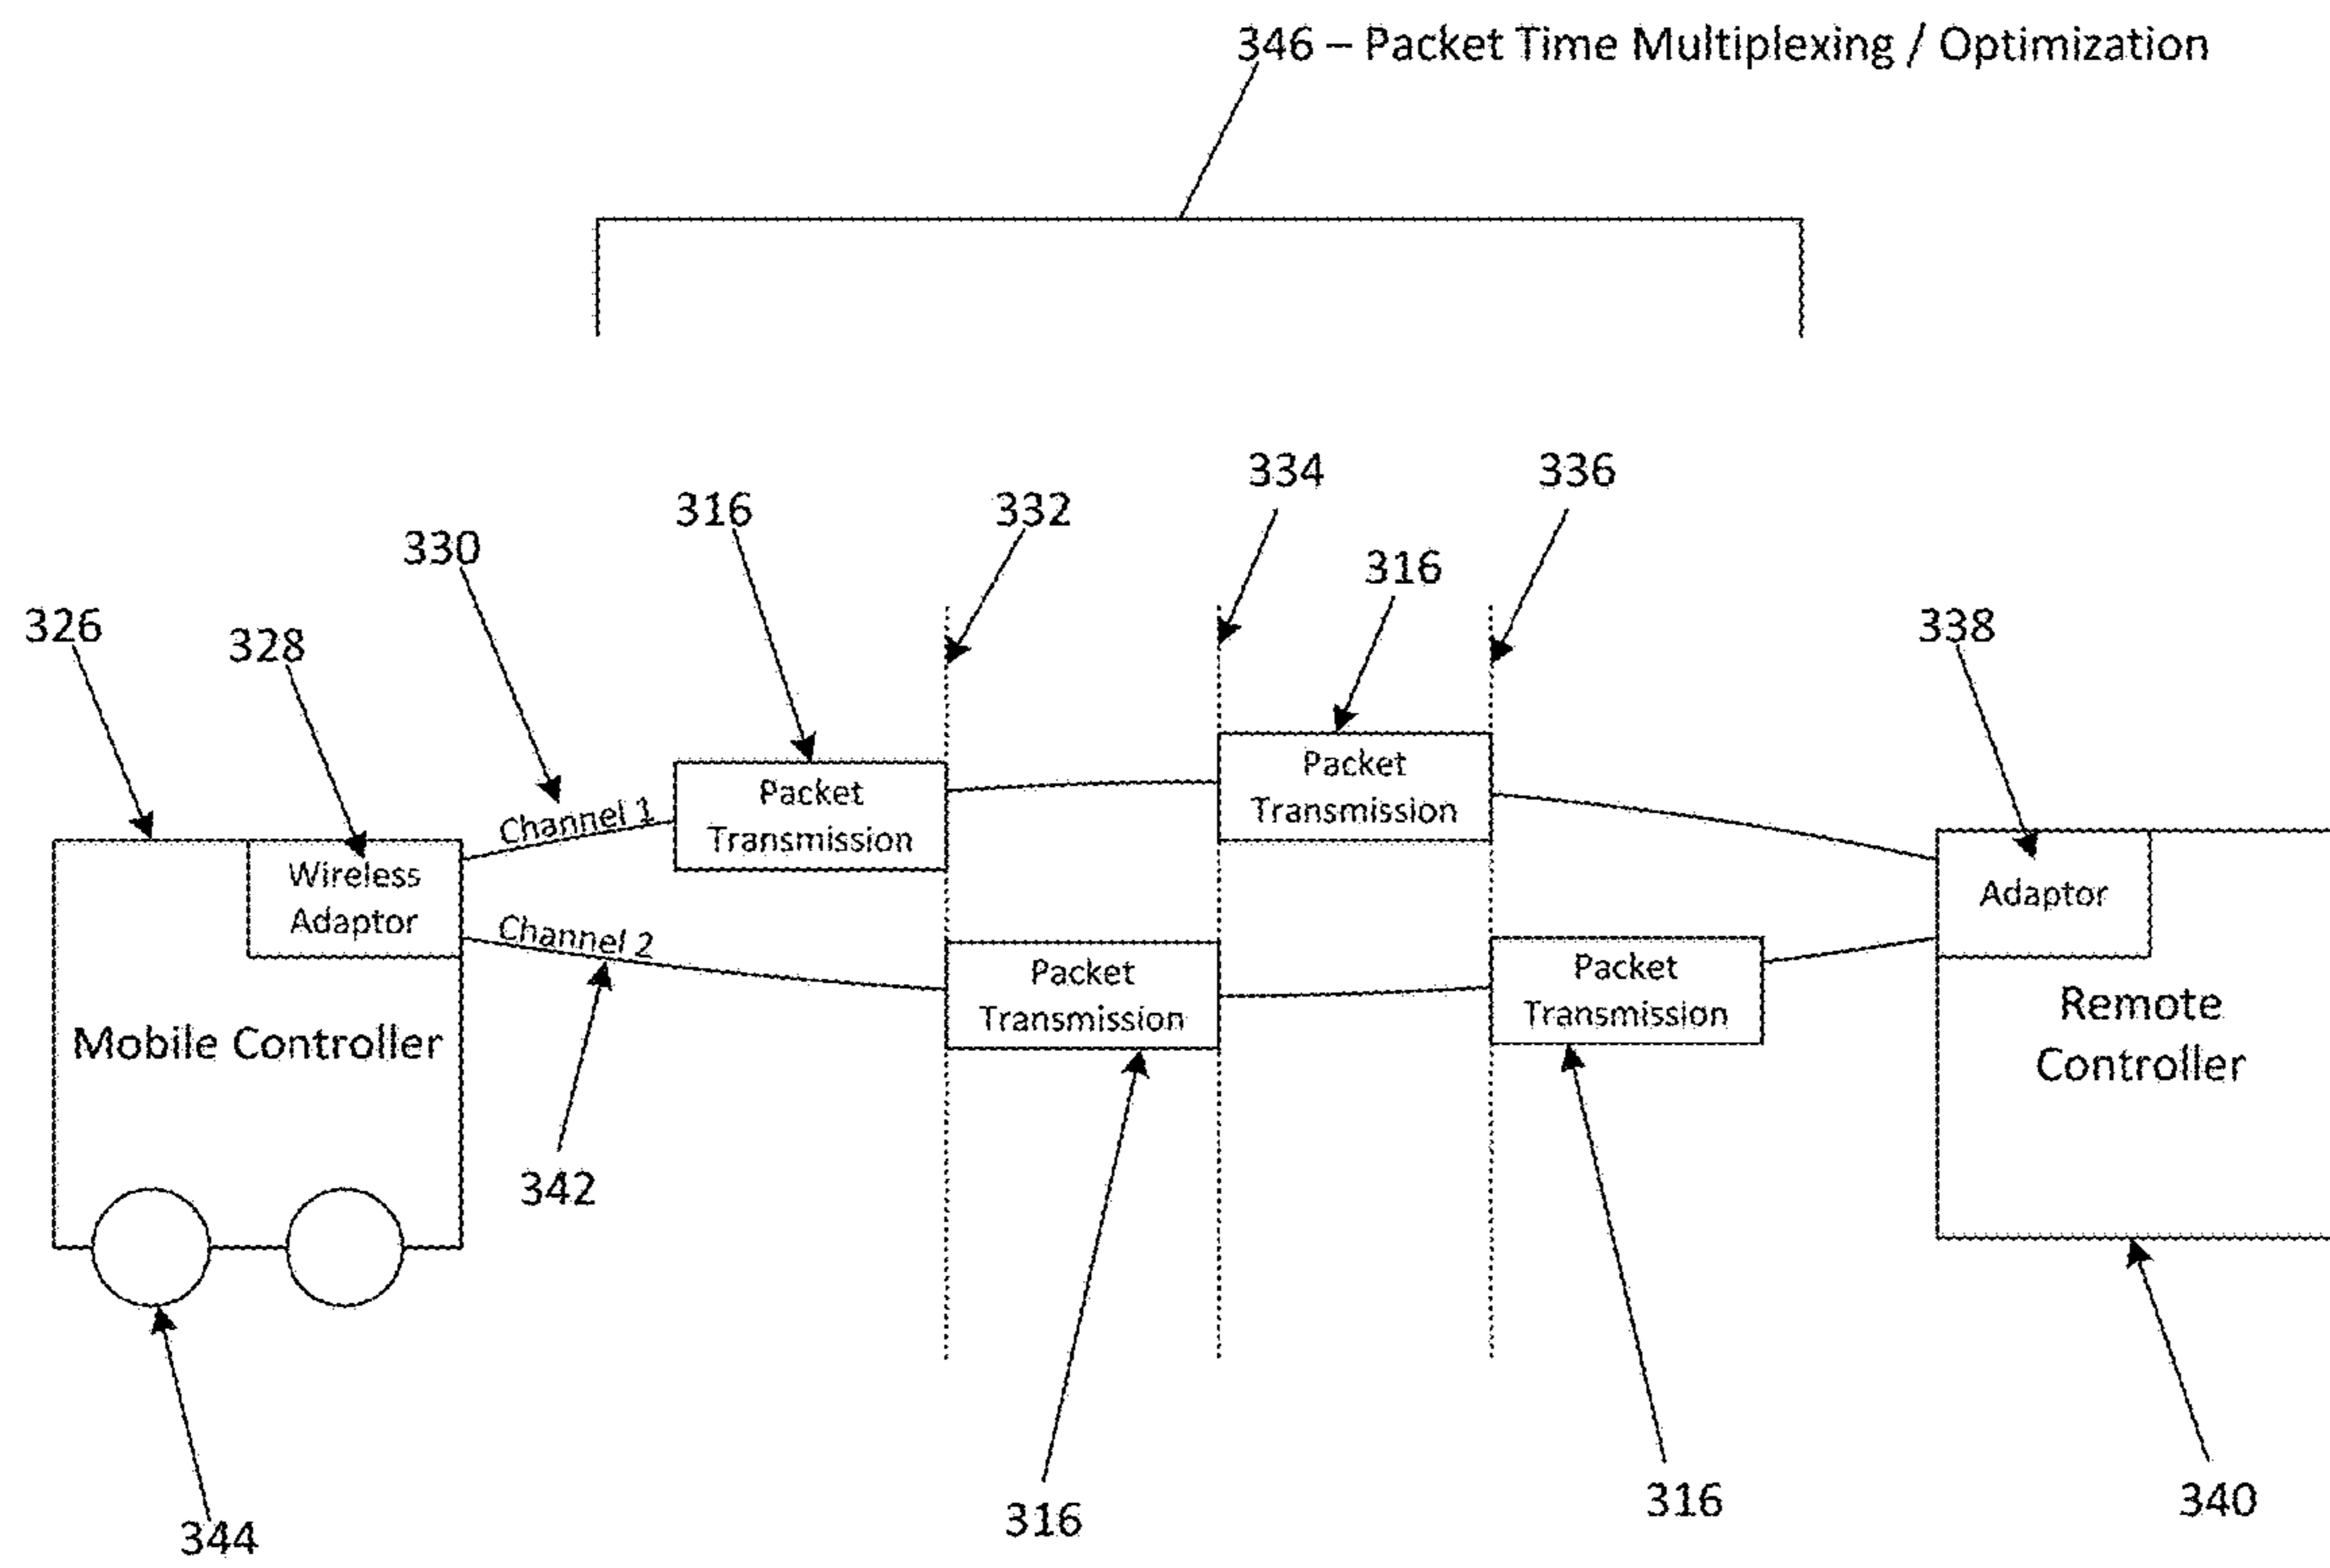 346 – Packet Time Multiplexing / Optimization
334
336
316
332
330
316
326
328
338
Packet
Transmission
Packet
Transmission
Channel 1
Wireless
Adaptor
Adaptor
Channel 2
Packet
Transmission
Packet
Transmission
Mobile Controller
Remote
Controller
342
344
316
316
340